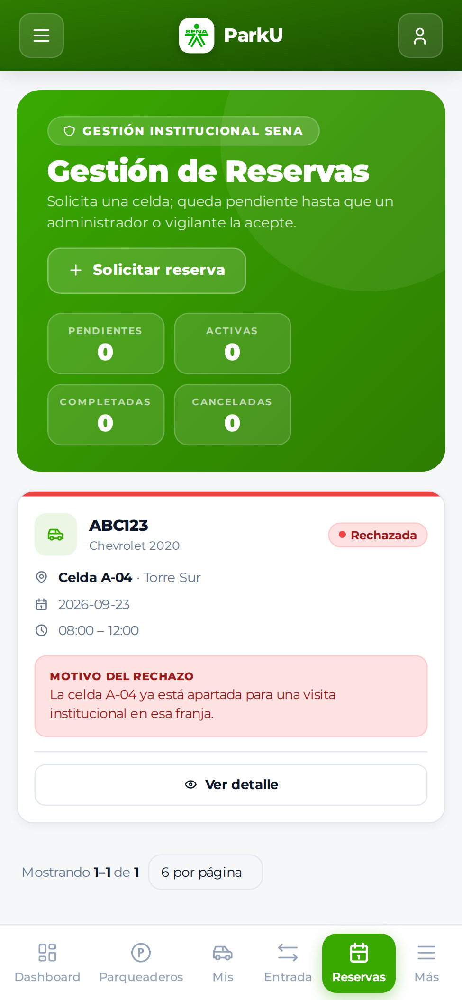 SENA
ParkU
GESTIÓN INSTITUCIONAL SENA
Gestión de Reservas
Solicita una celda; queda pendiente hasta que un
administrador o vigilante la acepte.
Solicitar reserva
PENDIENTES
0
ACTIVAS
0
COMPLETADAS
0
CANCELADAS
0
ABC123
Chevrolet 2020
Rechazada
Celda A-04 · Torre Sur
2026-09-23
08:00 – 12:00
MOTIVO DEL RECHAZO
La celda A-04 ya está apartada para una visita
institucional en esa franja.
Ver detalle
Mostrando 1–1 de 1
6 por página
Dashboard
Parqueaderos
Mis
Entrada
Reservas
Más